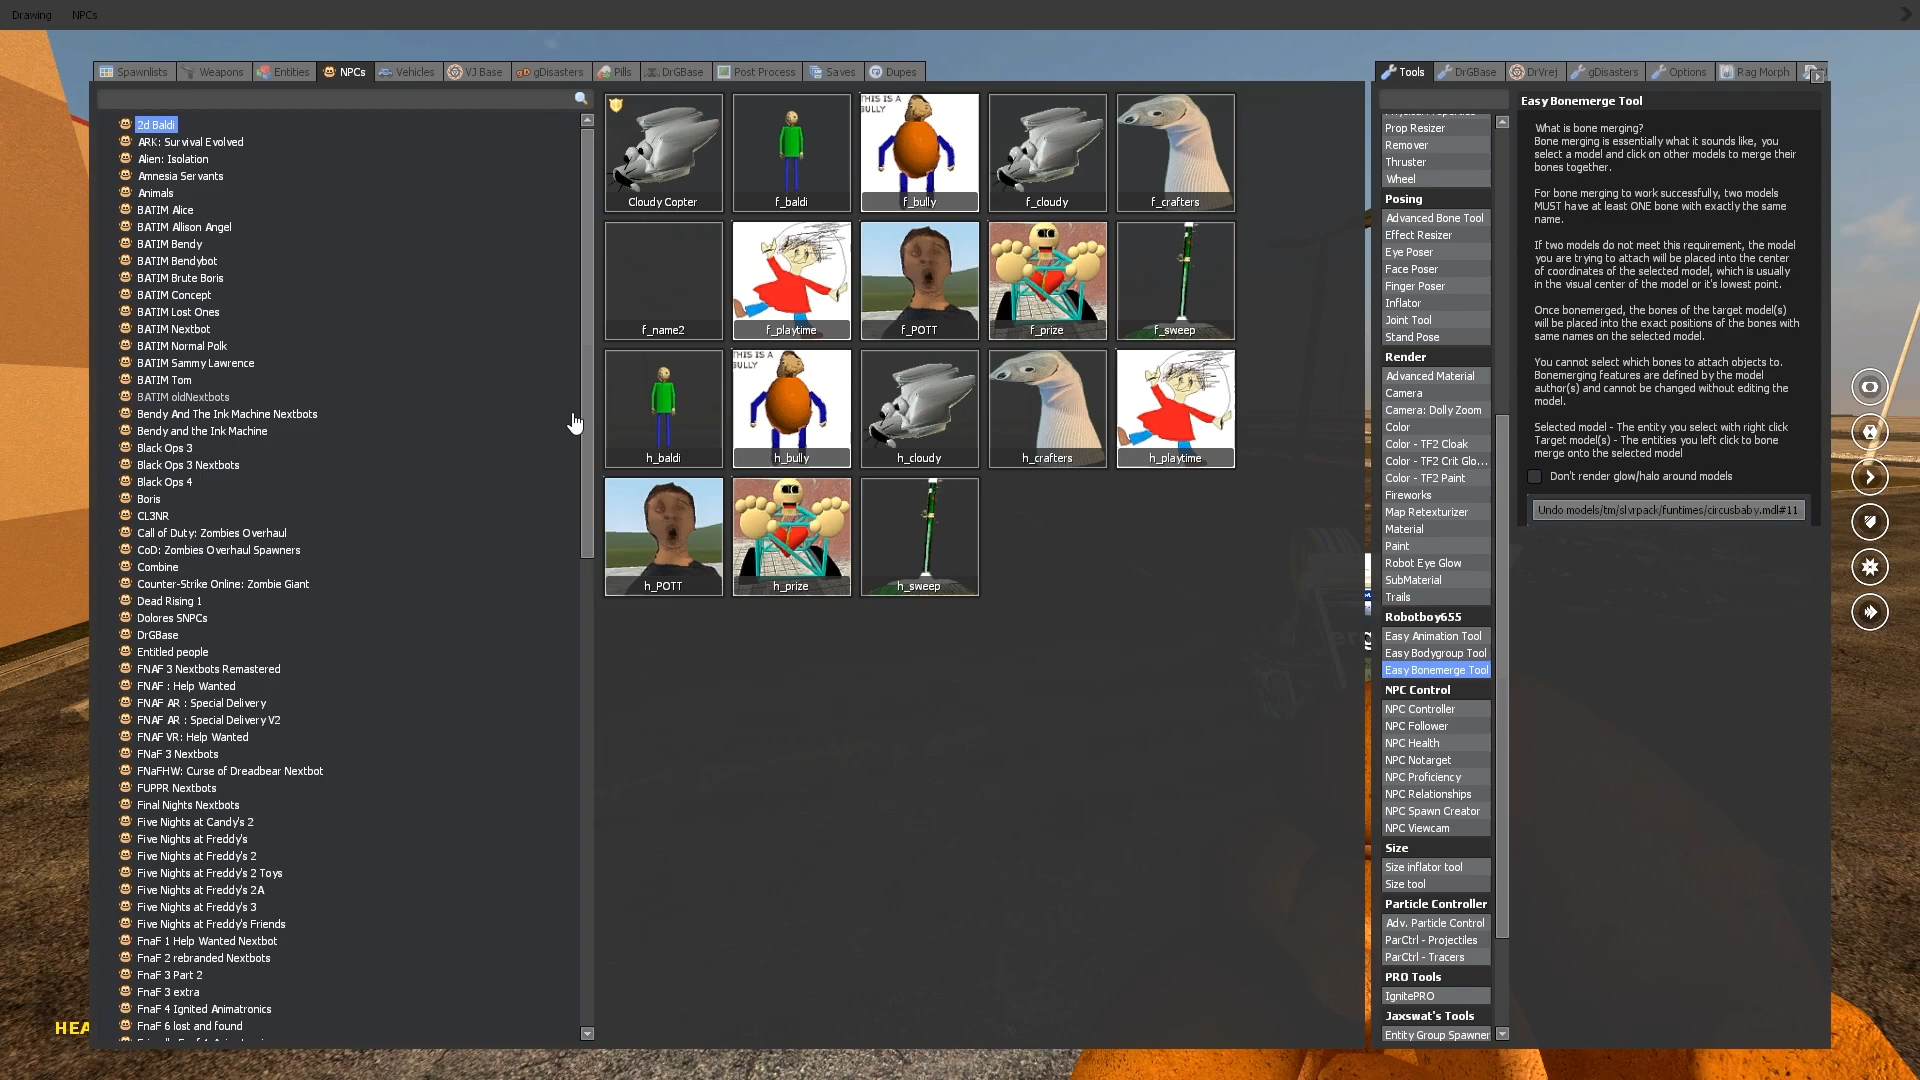 Drawing NPCs
Spawnlists Weapons Entities NPCs Vehicles VJ Base gDisasters Pills DrGBase Post Process Saves Dupes
2d Baldi
ARK: Survival Evolved
Alien: Isolation
Amnesia Servants
Animals
BATIM Alice
BATIM Allison Angel
BATIM Bendy
BATIM Bendybot
BATIM Brute Boris
BATIM Concept
BATIM Lost Ones
BATIM Nextbot
BATIM Normal Polk
BATIM Sammy Lawrence
BATIM Tom
BATIM oldNextbots
Bendy And The Ink Machine Nextbots
Bendy and the Ink Machine
Black Ops 3
Black Ops 3 Nextbots
Black Ops 4
Boris
CL3NR
Call of Duty: Zombies Overhaul
CoD: Zombies Overhaul Spawners
Combine
Counter-Strike Online: Zombie Giant
Dead Rising 1
Dolores SNPCs
DrGBase
Entitled people
FNAF 3 Nextbots Remastered
FNAF : Help Wanted
FNAF AR : Special Delivery
FNAF AR : Special Delivery V2
FNAF VR: Help Wanted
FNaF 3 Nextbots
FNaFHW: Curse of Dreadbear Nextbot
FUPPR Nextbots
Final Nights Nextbots
Five Nights at Candy's 2
Five Nights at Freddy's
Five Nights at Freddy's 2
Five Nights at Freddy's 2 Toys
Five Nights at Freddy's 2A
Five Nights at Freddy's 3
Five Nights at Freddy's Friends
FnaF 1 Help Wanted Nextbot
FnaF 2 rebranded Nextbots
FnaF 3 Part 2
FnaF 3 extra
FnaF 4 Ignited Animatronics
FnaF 6 lost and found
HEA
THIS IS A
BULLY
Cloudy Copter f_baldi f_bully f_cloudy f_crafters
f_name2 f_playtime f_POTT f_prize f_sweep
THIS IS A
BULLY
h_baldi h_bully h_cloudy h_crafters h_playtime
h_POTT h_prize h_sweep
Tools DrGBase DrVrej gDisasters Options Rag Morph
Physical Properties
Prop Resizer
Remover
Thruster
Wheel
Posing
Advanced Bone Tool
Effect Resizer
Eye Poser
Face Poser
Finger Poser
Inflator
Joint Tool
Stand Pose
Render
Advanced Material
Camera
Camera: Dolly Zoom
Color
Color - TF2 Cloak
Color - TF2 Crit Glo...
Color - TF2 Paint
Fireworks
Map Retexturizer
Material
Paint
Robot Eye Glow
SubMaterial
Trails
Robotboy655
Easy Animation Tool
Easy Bodygroup Tool
Easy Bonemerge Tool
NPC Control
NPC Controller
NPC Follower
NPC Health
NPC Notarget
NPC Proficiency
NPC Relationships
NPC Spawn Creator
NPC Viewcam
Size
Size inflator tool
Size tool
Particle Controller
Adv. Particle Control
ParCtrl - Projectiles
ParCtrl - Tracers
PRO Tools
IgnitePRO
Jaxswat's Tools
Entity Group Spawner
Easy Bonemerge Tool
What is bone merging?
Bone merging is essentially what it sounds like, you
select a model and click on other models to merge their
bones together.
For bone merging to work successfully, two models
MUST have at least ONE bone with exactly the same
name.
If two models do not meet this requirement, the model
you are trying to attach will be placed into the center
of coordinates of the selected model, which is usually
in the visual center of the model or it's lowest point.
Once bonemerged, the bones of the target model(s)
will be placed into the exact positions of the bones with
same names on the selected model.
You cannot select which bones to attach objects to.
Bonemerging features are defined by the model
author(s) and cannot be changed without editing the
model.
Selected model - The entity you select with right click
Target model(s) - The entities you left click to bone
merge onto the selected model
Don't render glow/halo around models
Undo models/tm/slvrpack/funtimes/circusbaby.mdl#11